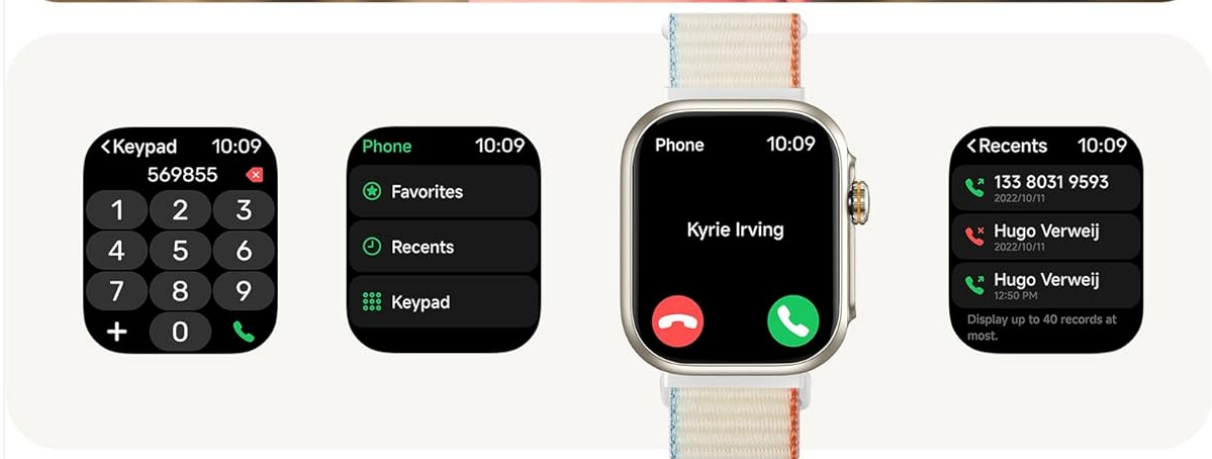 <Keypad 10:09
569855
1 2 3
4 5 6
7 8 9
+ 0
Phone 10:09
Favorites
Recents
Keypad
Phone 10:09
Kyrie Irving
<Recents 10:09
133 8031 9593
2022/10/11
Hugo Verweij
2022/10/11
Hugo Verweij
12:50 PM
Display up to 40 records at
most.